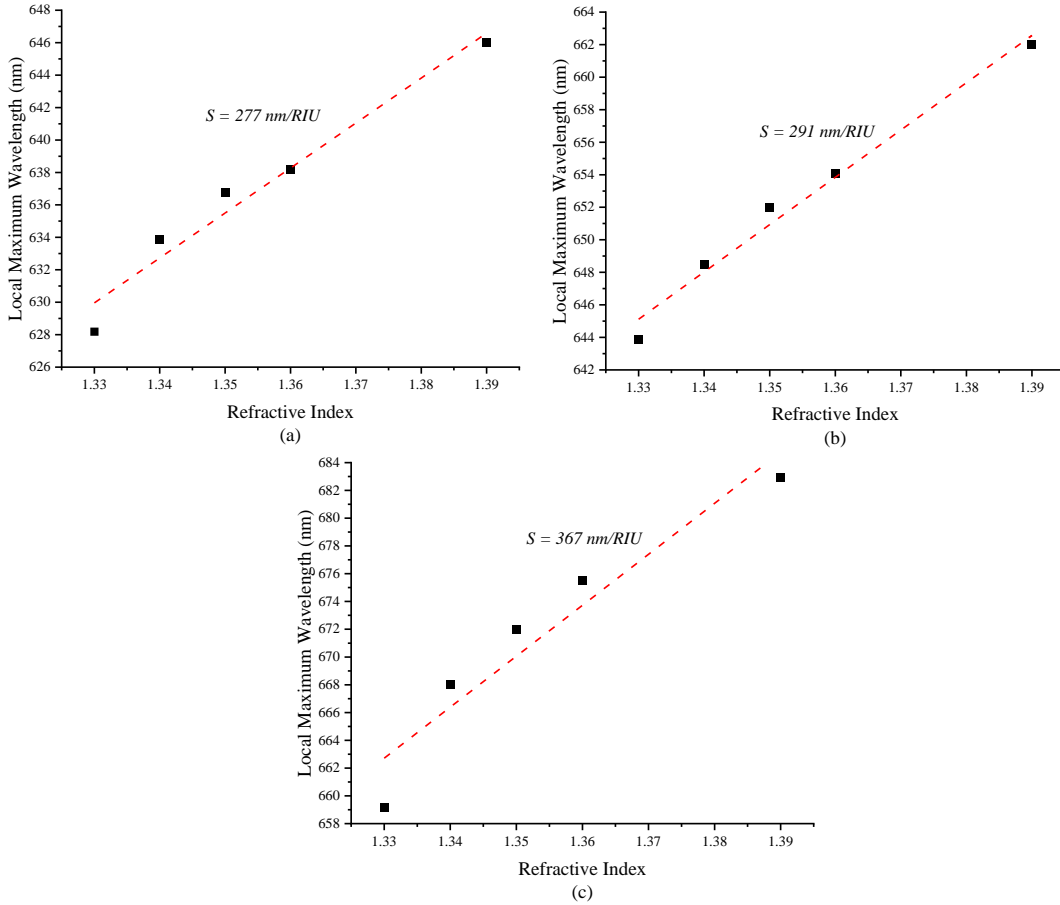 648
646
644
642
640
638
636
634
632
630
628
626
Local Maximum Wavelength (nm)
S = 277 nm/RIU
1.33 1.34 1.35 1.36 1.37 1.38 1.39
Refractive Index
(a)
664
662
660
658
656
654
652
650
648
646
644
642
Local Maximum Wavelength (nm)
S = 291 nm/RIU
1.33 1.34 1.35 1.36 1.37 1.38 1.39
Refractive Index
(b)
684
682
680
678
676
674
672
670
668
666
664
662
660
658
Local Maximum Wavelength (nm)
S = 367 nm/RIU
1.33 1.34 1.35 1.36 1.37 1.38 1.39
Refractive Index
(c)